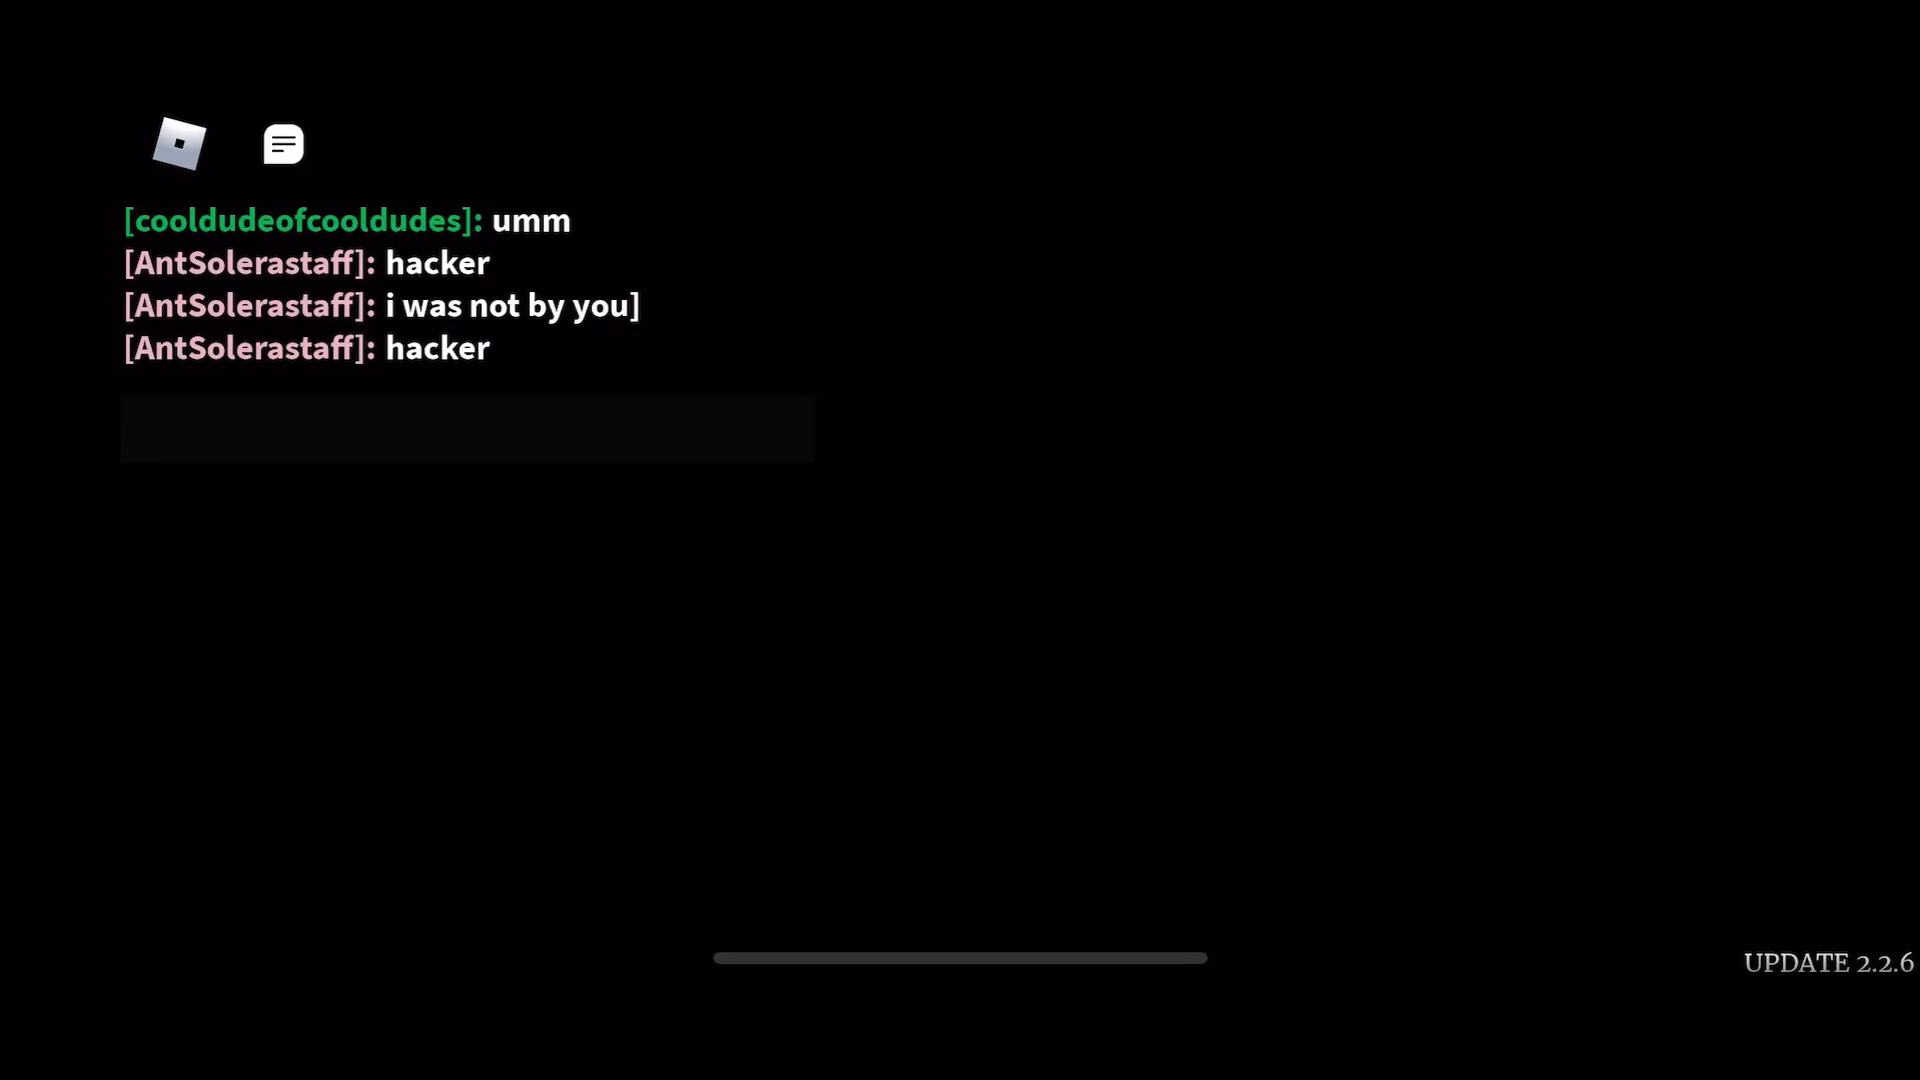 [cooldudeofcooldudes]: umm
[AntSolerastaff]: hacker
[AntSolerastaff]: i was not by you]
[AntSolerastaff]: hacker
UPDATE 2.2.6